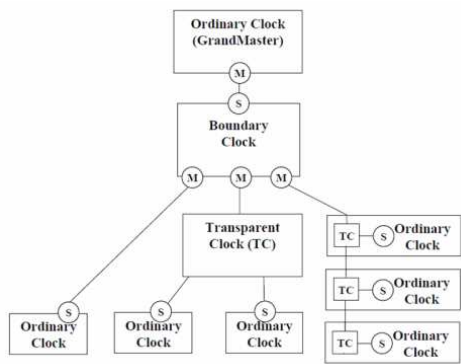 Ordinary Clock
(GrandMaster)
M
S
Boundary
Clock
M
M
M
Transparent
Clock (TC)
TC
S
Ordinary
Clock
TC
S
Ordinary
Clock
TC
S
Ordinary
Clock
S
Ordinary
Clock
S
Ordinary
Clock
S
Ordinary
Clock